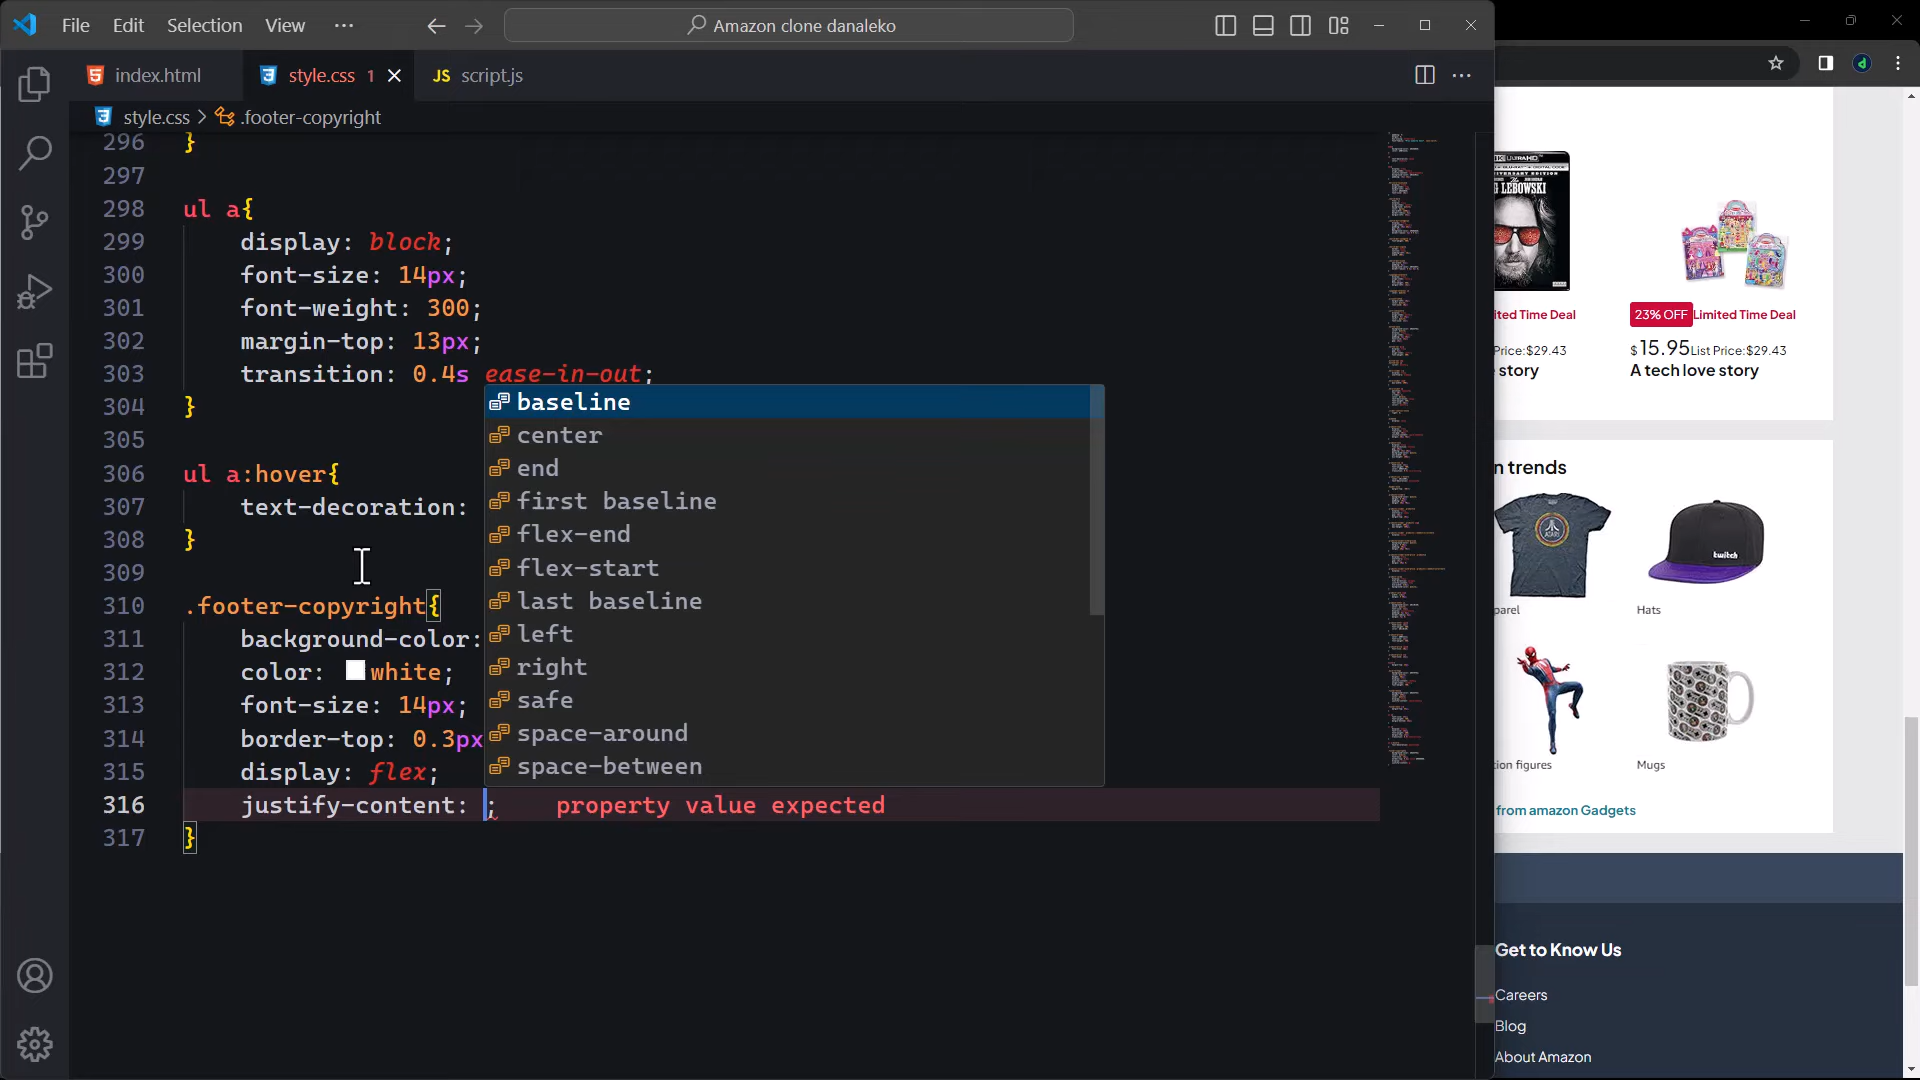 File Edit Selection View ···
Amazon clone danaleko
index.html
style.css 1
JS script.js
style.css > .footer-copyright
296 }
297
298 ul a{
299 display: block;
300 font-size: 14px;
301 font-weight: 300;
302 margin-top: 13px;
303 transition: 0.4s ease-in-out;
304 }
305
306 ul a:hover{
307 text-decoration:
308 }
309
310 .footer-copyright{
311 background-color:
312 color: white;
313 font-size: 14px;
314 border-top: 0.3px
315 display: flex;
316 justify-content: ; property value expected
317 }
baseline
center
end
first baseline
flex-end
flex-start
last baseline
left
right
safe
space-around
space-between
d
4K ULTRAHD
G LEBOWSKI
ited Time Deal
23% OFF Limited Time Deal
Price:$29.43
$ 15.95 List Price:$29.43
story
A tech love story
n trends
ATARI
twitch
parel
Hats
tion figures
Mugs
from amazon Gadgets
Get to Know Us
Careers
Blog
About Amazon